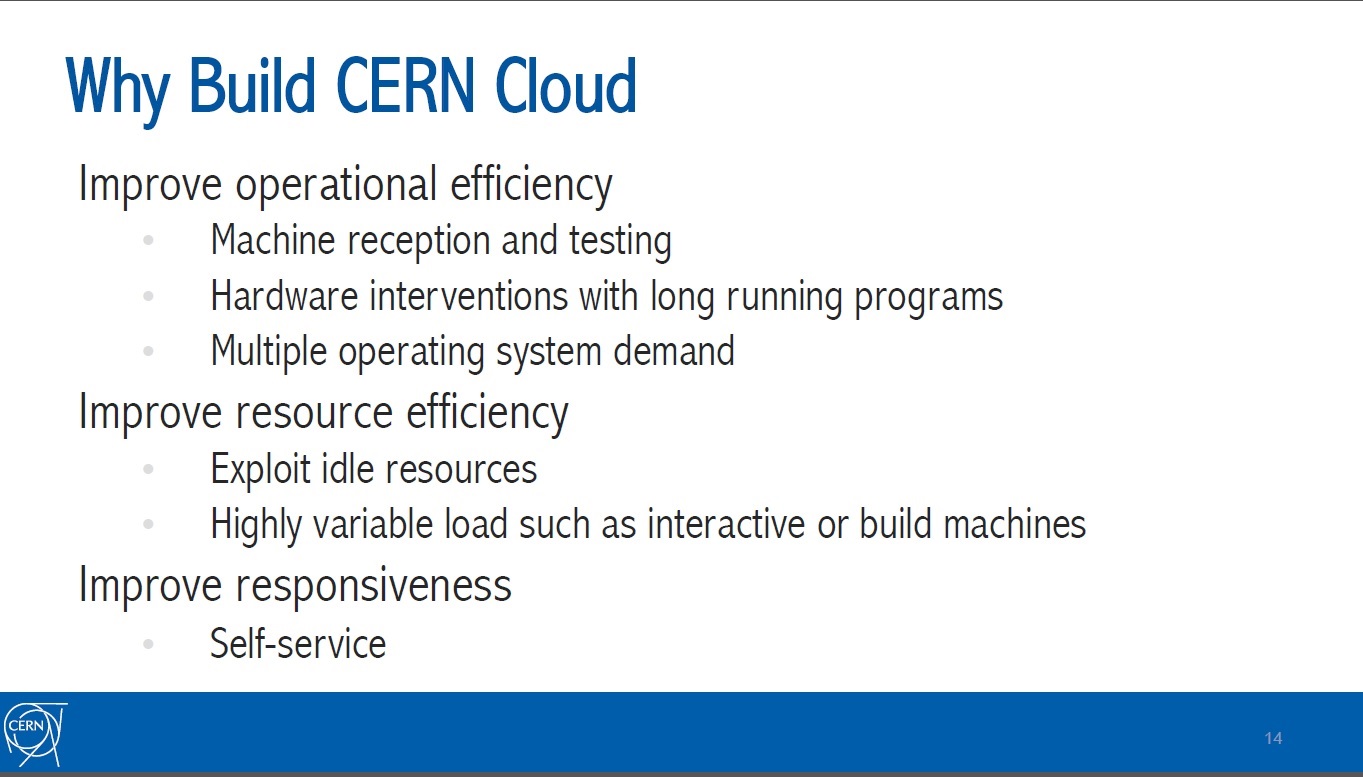 Why Build CERN Cloud
Improve operational efficiency
• Machine reception and testing
• Hardware interventions with long running programs
• Multiple operating system demand
Improve resource efficiency
• Exploit idle resources
• Highly variable load such as interactive or build machines
Improve responsiveness
• Self-service
CERN
14